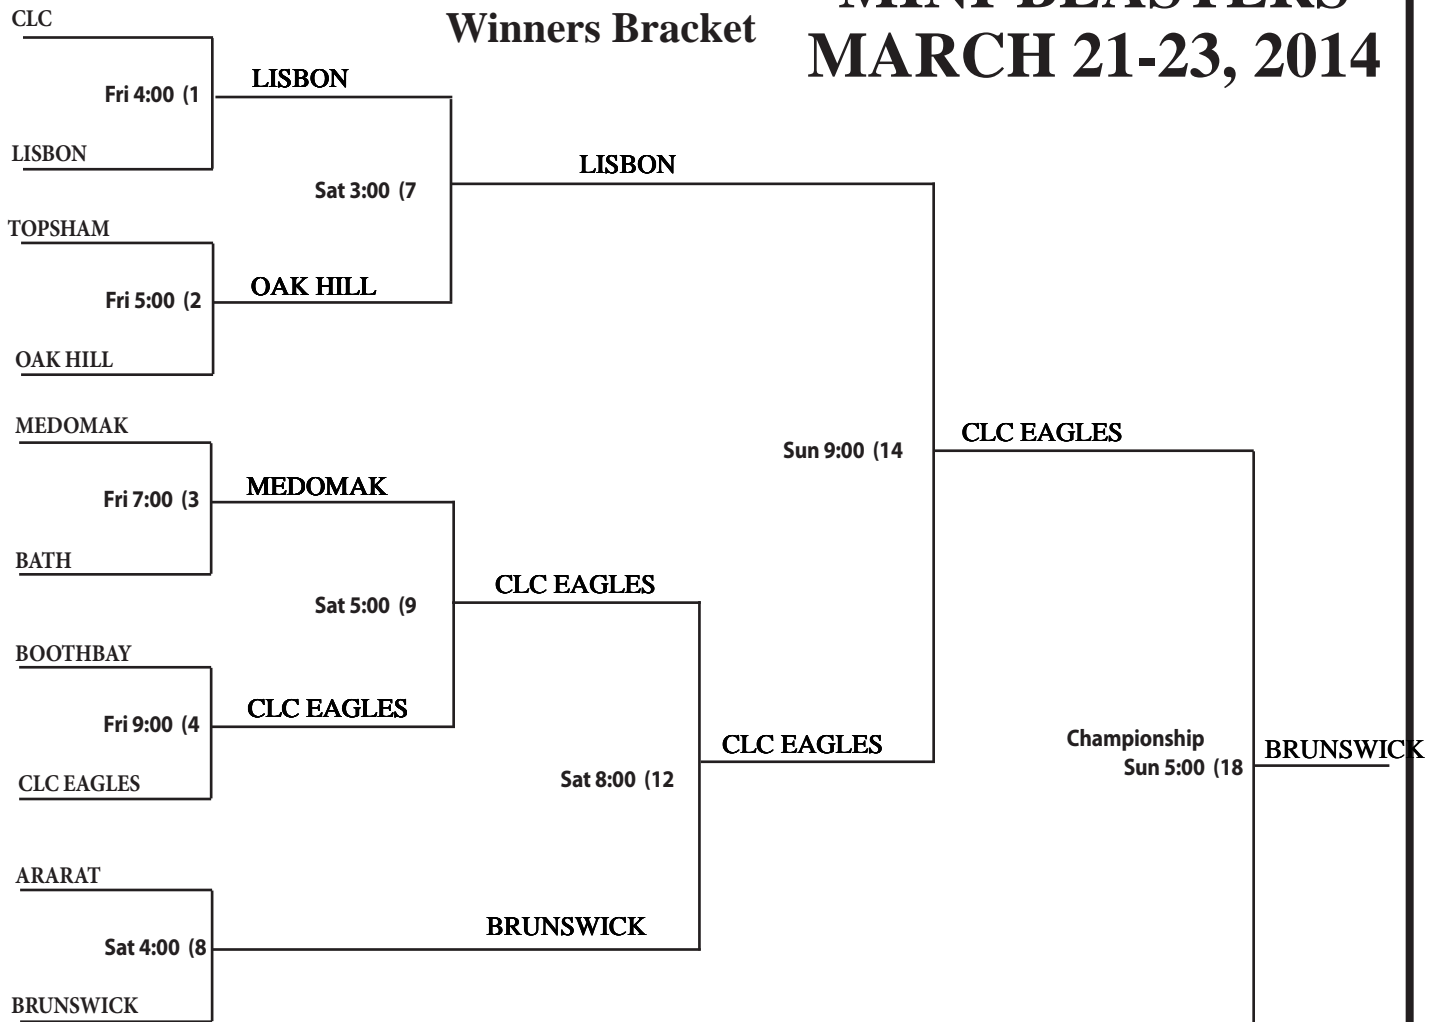 MINI BLASTERS
MARCH 21-23, 2014
Winners Bracket
CLC
Fri 4:00 (1
LISBON
LISBON
Sat 3:00 (7
LISBON
TOPSHAM
Fri 5:00 (2
OAK HILL
OAK HILL
MEDOMAK
Fri 7:00 (3
MEDOMAK
BATH
Sat 5:00 (9
CLC EAGLES
BOOTHBAY
Fri 9:00 (4
CLC EAGLES
CLC EAGLES
Sat 8:00 (12
CLC EAGLES
Sun 9:00 (14
CLC EAGLES
ARARAT
Sat 4:00 (8
BRUNSWICK
BRUNSWICK
Championship
Sun 5:00 (18
BRUNSWICK